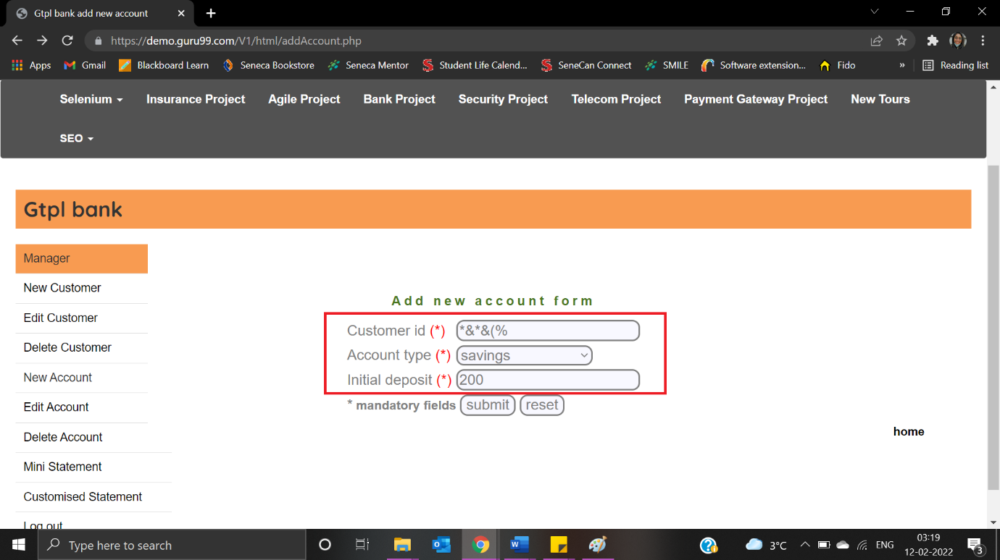 Gtpl bank add new account
https://demo.guru99.com/V1/html/addAccount.php
Apps Gmail Blackboard Learn Seneca Bookstore Seneca Mentor Student Life Calend... SeneCan Connect SMILE Software extension... Fido » Reading list
Selenium Insurance Project Agile Project Bank Project Security Project Telecom Project Payment Gateway Project New Tours
SEO
Gtpl bank
Manager
New Customer
Edit Customer
Delete Customer
New Account
Edit Account
Delete Account
Mini Statement
Customised Statement
Log out
Add new account form
Customer id (*) *&*&(%
Account type (*) savings
Initial deposit (*) 200
* mandatory fields submit reset
home
Type here to search
3°C
ENG
03:19
12-02-2022
3